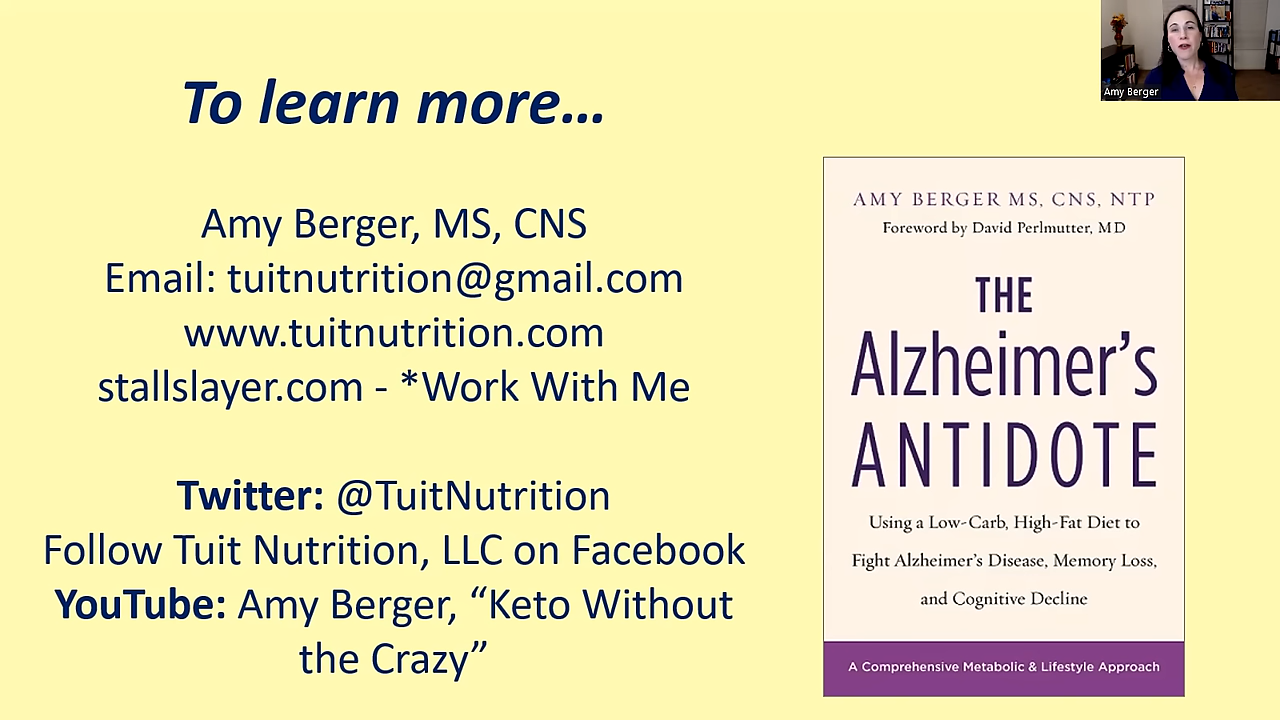 To learn more…
Amy Berger, MS, CNS
Email: tuitnutrition@gmail.com
www.tuitnutrition.com
stallslayer.com - *Work With Me
Twitter: @TuitNutrition
Follow Tuit Nutrition, LLC on Facebook
YouTube: Amy Berger, “Keto Without
the Crazy”
Amy Berger
AMY BERGER MS, CNS, NTP
Foreword by David Perlmutter, MD
THE
Alzheimer’s
ANTIDOTE
Using a Low-Carb, High-Fat Diet to
Fight Alzheimer’s Disease, Memory Loss,
and Cognitive Decline
A Comprehensive Metabolic & Lifestyle Approach